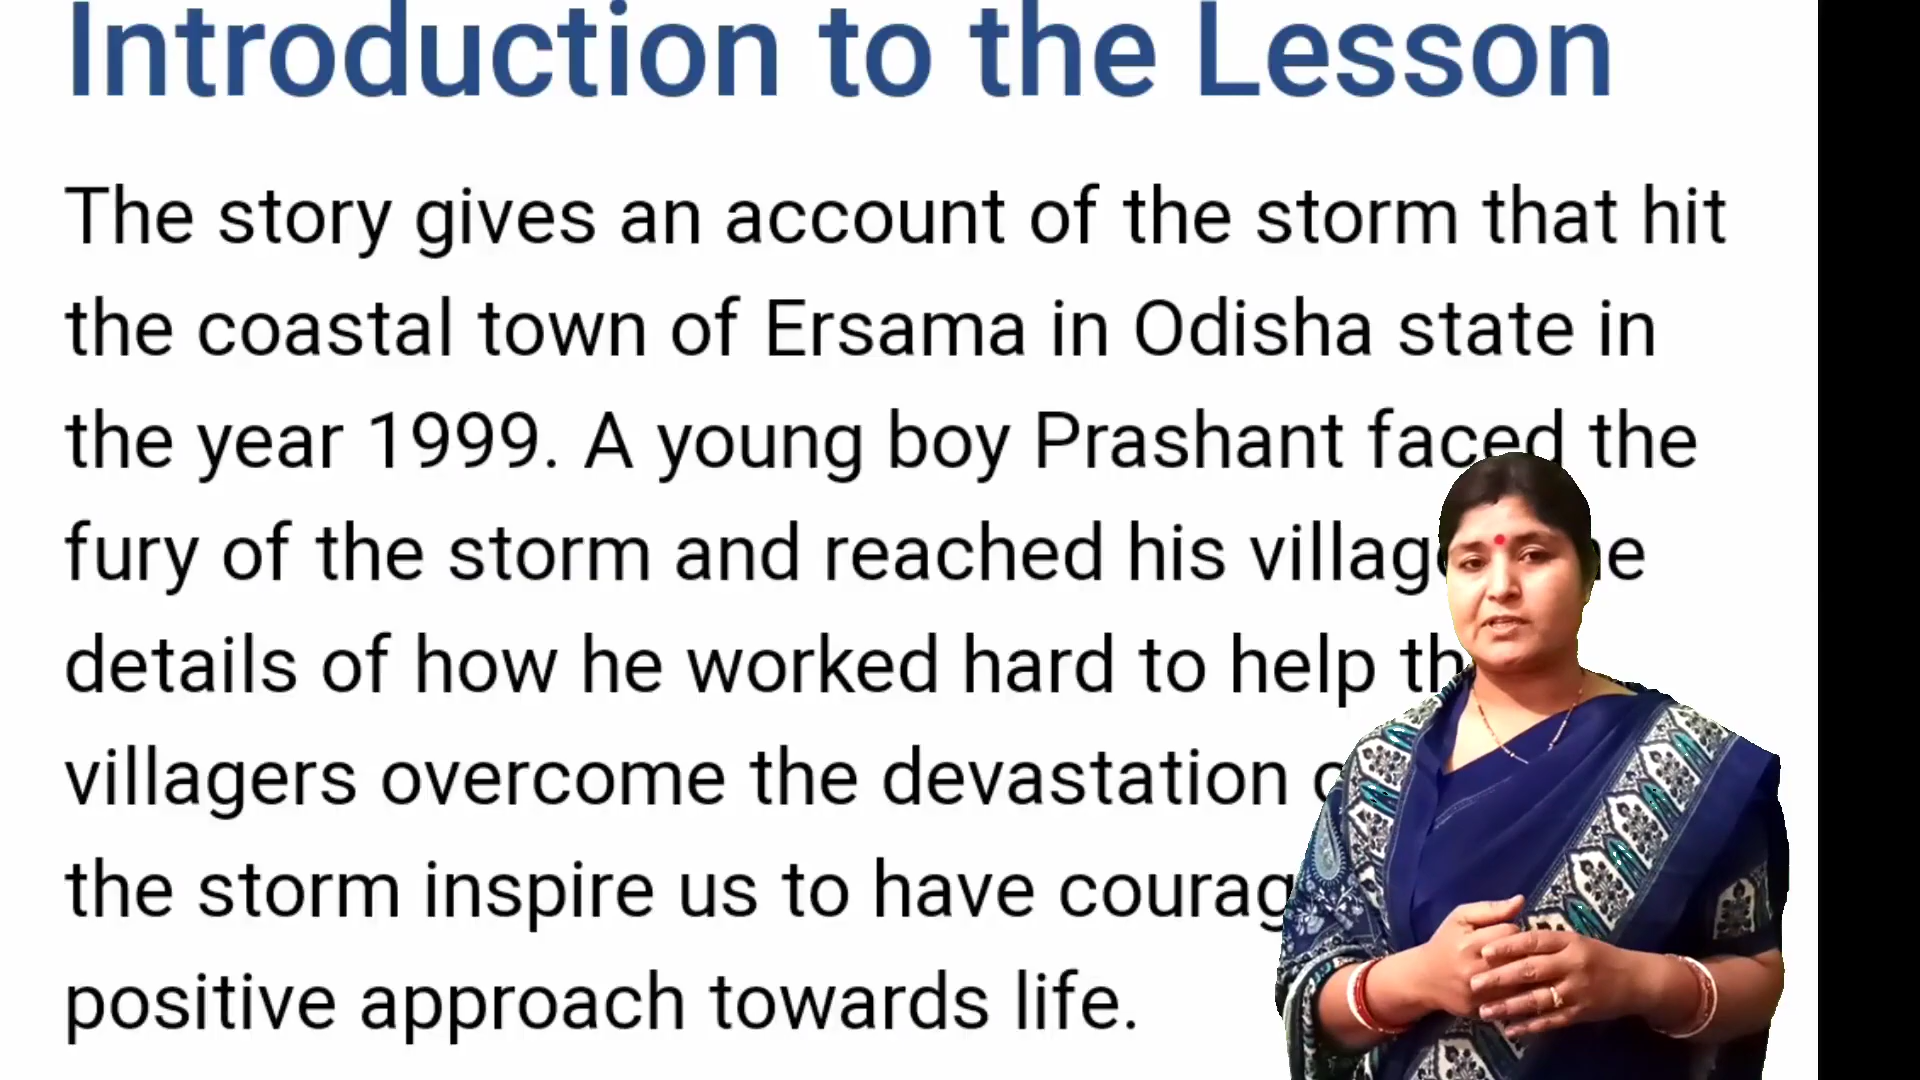 Introduction to the Lesson
The story gives an account of the storm that hit
the coastal town of Ersama in Odisha state in
the year 1999. A young boy Prashant faced the
fury of the storm and reached his
details of how he worked hard to help
villagers overcome the devastation
the storm inspire us to have
positive approach towards life.